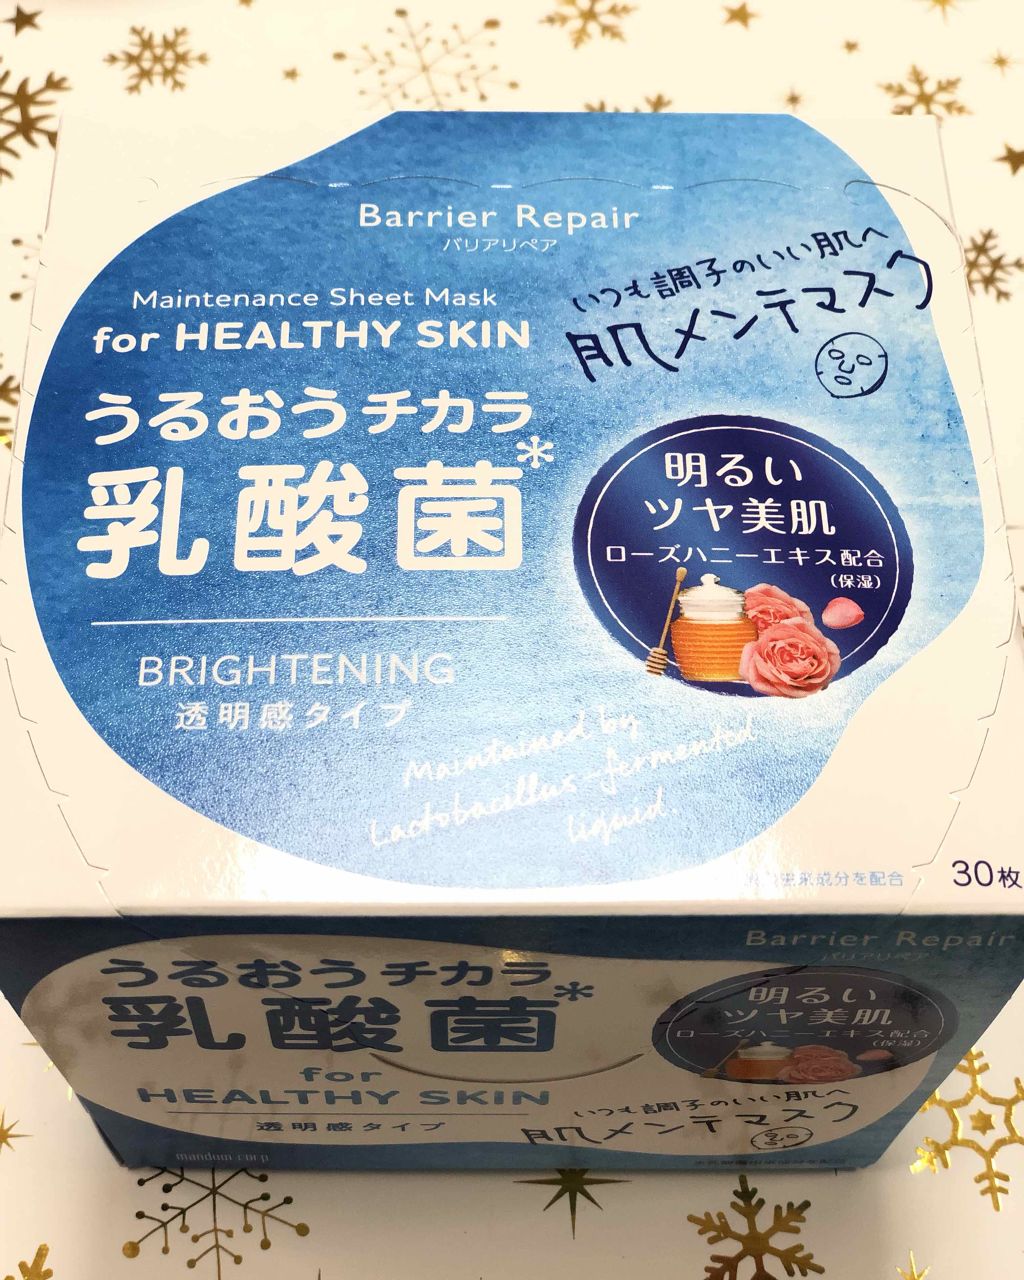 Barrier Repair
バリアリペア
いつも調子のいい肌へ
肌メンテマスク
Maintenance Sheet Mask
for HEALTHY SKIN
うるおうチカラ
乳酸菌*
明るい
ツヤ美肌
ローズハニーエキス配合
(保湿)
BRIGHTENING
透明感タイプ
Maintained by
Lactobacillus-fermented
liquid.
来成分を配合
30枚
Barrier Repair
バリアリペア
うるおうチカラ
乳酸菌*
明るい
ツヤ美肌
ローズハニーエキス配合
(保湿)
for
HEALTHY SKIN
透明感タイプ
いつも調子のいい肌へ
肌メンテマスク
mandom corp